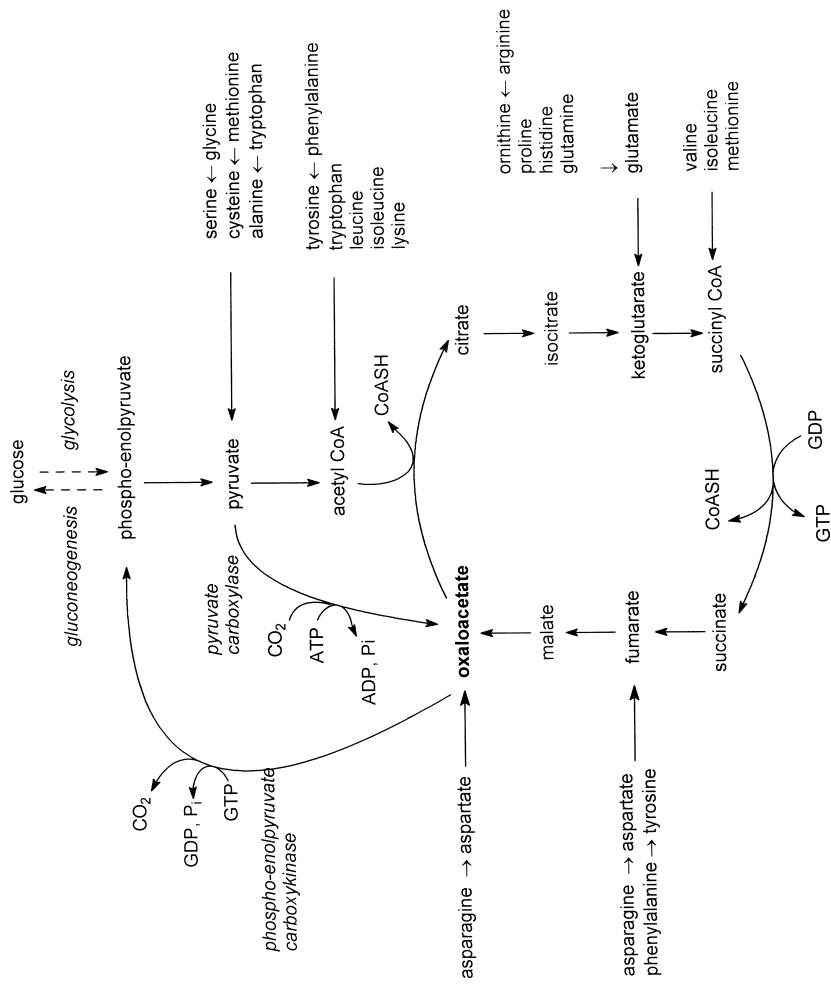 glucose
gluconeogenesis
glycolysis
phospho-enolpyruvate
serine ← glycine
cysteine ← methionine
alanine ← tryptophan
pyruvate
pyruvate
carboxylase
CO2
GDP, Pi
GTP
phospho-enolpyruvate
carboxykinase
CO2
ATP
ADP, Pi
tyrosine ← phenylalanine
tryptophan
leucine
isoleucine
lysine
acetyl CoA
CoASH
asparagine → aspartate
oxaloacetate
citrate
malate
isocitrate
ornithine ← arginine
proline
histidine
glutamine
↓
glutamate
asparagine → aspartate
phenylalanine → tyrosine
fumarate
ketoglutarate
valine
isoleucine
methionine
succinate
succinyl CoA
CoASH
GTP
GDP